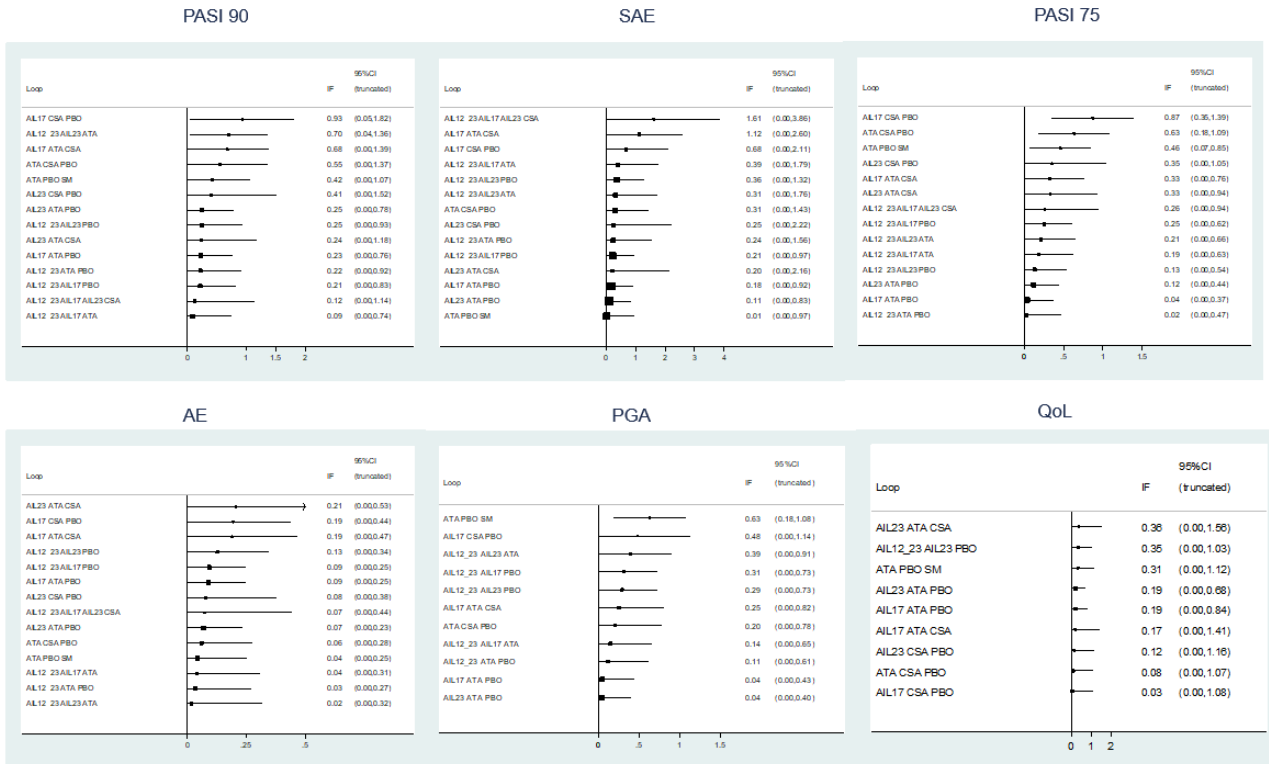 PASI 90
95%CI
Loop IF (truncated)
AIL17 CSA PBO 0.93 (0.05,1.82)
AIL12_23 AIL23 ATA 0.70 (0.04,1.36)
AIL17 ATA CSA 0.68 (0.00,1.39)
ATA CSA PBO 0.55 (0.00,1.37)
ATA PBO SM 0.42 (0.00,1.07)
AIL23 CSA PBO 0.41 (0.00,1.52)
AIL23 ATA PBO 0.25 (0.00,0.78)
AIL12_23 AIL23 PBO 0.25 (0.00,0.93)
AIL23 ATA CSA 0.24 (0.00,1.18)
AIL17 ATA PBO 0.23 (0.00,0.76)
AIL12_23 ATA PBO 0.22 (0.00,0.92)
AIL12_23 AIL17 PBO 0.21 (0.00,0.83)
AIL12_23 AIL17 AIL23 CSA 0.12 (0.00,1.14)
AIL12_23 AIL17 ATA 0.09 (0.00,0.74)
0 1 1.5 2
SAE
95%CI
Loop IF (truncated)
AIL12_23 AIL17 AIL23 CSA 1.61 (0.00,3.86)
AIL17 ATA CSA 1.12 (0.00,2.60)
AIL17 CSA PBO 0.68 (0.00,2.11)
AIL12_23 AIL17 ATA 0.39 (0.00,1.79)
AIL12_23 AIL23 PBO 0.36 (0.00,1.32)
AIL12_23 AIL23 ATA 0.31 (0.00,1.76)
ATA CSA PBO 0.31 (0.00,1.43)
AIL23 CSA PBO 0.25 (0.00,2.22)
AIL12_23 ATA PBO 0.24 (0.00,1.56)
AIL12_23 AIL17 PBO 0.21 (0.00,0.97)
AIL23 ATA CSA 0.20 (0.00,2.16)
AIL17 ATA PBO 0.18 (0.00,0.92)
AIL23 ATA PBO 0.11 (0.00,0.83)
ATA PBO SM 0.01 (0.00,0.97)
0 1 2 3 4
PASI 75
95%CI
Loop IF (truncated)
AIL17 CSA PBO 0.87 (0.35,1.39)
ATA CSA PBO 0.63 (0.18,1.09)
ATA PBO SM 0.46 (0.07,0.85)
AIL23 CSA PBO 0.35 (0.00,1.05)
AIL17 ATA CSA 0.33 (0.00,0.76)
AIL23 ATA CSA 0.33 (0.00,0.94)
AIL12_23 AIL17 AIL23 CSA 0.26 (0.00,0.94)
AIL12_23 AIL17 PBO 0.25 (0.00,0.62)
AIL12_23 AIL23 ATA 0.21 (0.00,0.66)
AIL12_23 AIL17 ATA 0.19 (0.00,0.63)
AIL12_23 AIL23 PBO 0.13 (0.00,0.54)
AIL23 ATA PBO 0.12 (0.00,0.44)
AIL17 ATA PBO 0.04 (0.00,0.37)
AIL12_23 ATA PBO 0.02 (0.00,0.47)
0 .5 1 1.5
AE
95%CI
Loop IF (truncated)
AIL23 ATA CSA 0.21 (0.00,0.53)
AIL17 CSA PBO 0.19 (0.00,0.44)
AIL17 ATA CSA 0.19 (0.00,0.47)
AIL12_23 AIL23 PBO 0.13 (0.00,0.34)
AIL12_23 AIL17 PBO 0.09 (0.00,0.25)
AIL17 ATA PBO 0.09 (0.00,0.25)
AIL23 CSA PBO 0.08 (0.00,0.38)
AIL12_23 AIL17 AIL23 CSA 0.07 (0.00,0.44)
AIL23 ATA PBO 0.07 (0.00,0.23)
ATA CSA PBO 0.06 (0.00,0.28)
ATA PBO SM 0.04 (0.00,0.25)
AIL12_23 AIL17 ATA 0.04 (0.00,0.31)
AIL12_23 ATA PBO 0.03 (0.00,0.27)
AIL12_23 AIL23 ATA 0.02 (0.00,0.32)
0 .25 .5
PGA
95%CI
Loop IF (truncated)
ATA PBO SM 0.63 (0.18,1.08)
AIL17 CSA PBO 0.48 (0.00,1.14)
AIL12_23 AIL23 ATA 0.39 (0.00,0.91)
AIL12_23 AIL17 PBO 0.31 (0.00,0.73)
AIL12_23 AIL23 PBO 0.29 (0.00,0.73)
AIL17 ATA CSA 0.25 (0.00,0.82)
ATA CSA PBO 0.20 (0.00,0.78)
AIL12_23 AIL17 ATA 0.14 (0.00,0.65)
AIL12_23 ATA PBO 0.11 (0.00,0.61)
AIL17 ATA PBO 0.04 (0.00,0.43)
AIL23 ATA PBO 0.04 (0.00,0.40)
0 .5 1 1.5
QoL
95%CI
Loop IF (truncated)
AIL23 ATA CSA 0.36 (0.00,1.56)
AIL12_23 AIL23 PBO 0.35 (0.00,1.03)
ATA PBO SM 0.31 (0.00,1.12)
AIL23 ATA PBO 0.19 (0.00,0.68)
AIL17 ATA PBO 0.19 (0.00,0.84)
AIL17 ATA CSA 0.17 (0.00,1.41)
AIL23 CSA PBO 0.12 (0.00,1.16)
ATA CSA PBO 0.08 (0.00,1.07)
AIL17 CSA PBO 0.03 (0.00,1.08)
0 1 2